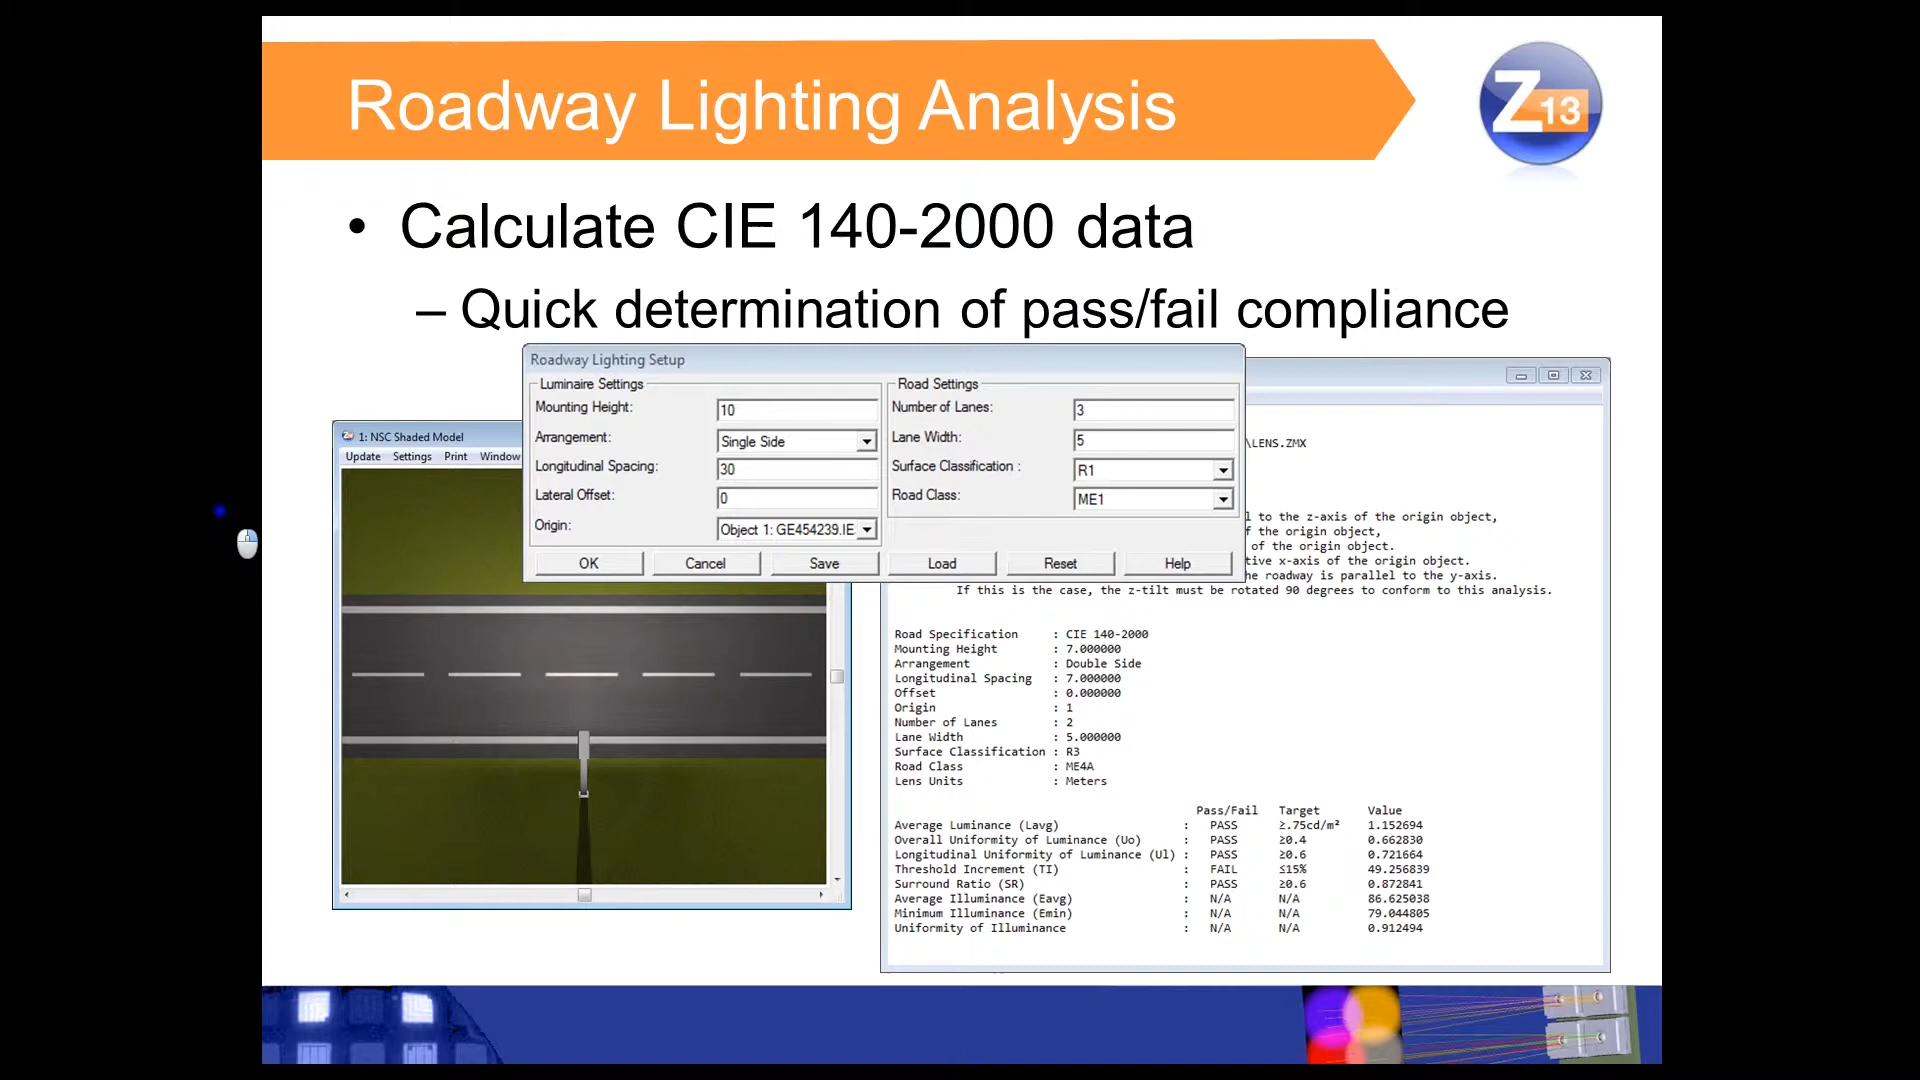 Roadway Lighting Analysis
Z 13
• Calculate CIE 140-2000 data
– Quick determination of pass/fail compliance
Roadway Lighting Setup
Luminaire Settings
Mounting Height: 10
Arrangement: Single Side
Longitudinal Spacing: 30
Lateral Offset: 0
Origin: Object 1: GE454239.IE
Road Settings
Number of Lanes: 3
Lane Width: 5
Surface Classification : R1
Road Class: ME1
OK Cancel Save Load Reset Help
1: NSC Shaded Model
Update Settings Print Window
\LENS.ZMX
l to the z-axis of the origin object,
f the origin object,
of the origin object.
tive x-axis of the origin object.
he roadway is parallel to the y-axis.
If this is the case, the z-tilt must be rotated 90 degrees to conform to this analysis.
Road Specification : CIE 140-2000
Mounting Height : 7.000000
Arrangement : Double Side
Longitudinal Spacing : 7.000000
Offset : 0.000000
Origin : 1
Number of Lanes : 2
Lane Width : 5.000000
Surface Classification : R3
Road Class : ME4A
Lens Units : Meters
Pass/Fail Target Value
Average Luminance (Lavg) : PASS ≥.75cd/m² 1.152694
Overall Uniformity of Luminance (Uo) : PASS ≥0.4 0.662830
Longitudinal Uniformity of Luminance (Ul) : PASS ≥0.6 0.721664
Threshold Increment (TI) : FAIL ≤15% 49.256839
Surround Ratio (SR) : PASS ≥0.6 0.872841
Average Illuminance (Eavg) : N/A N/A 86.625038
Minimum Illuminance (Emin) : N/A N/A 79.044805
Uniformity of Illuminance : N/A N/A 0.912494